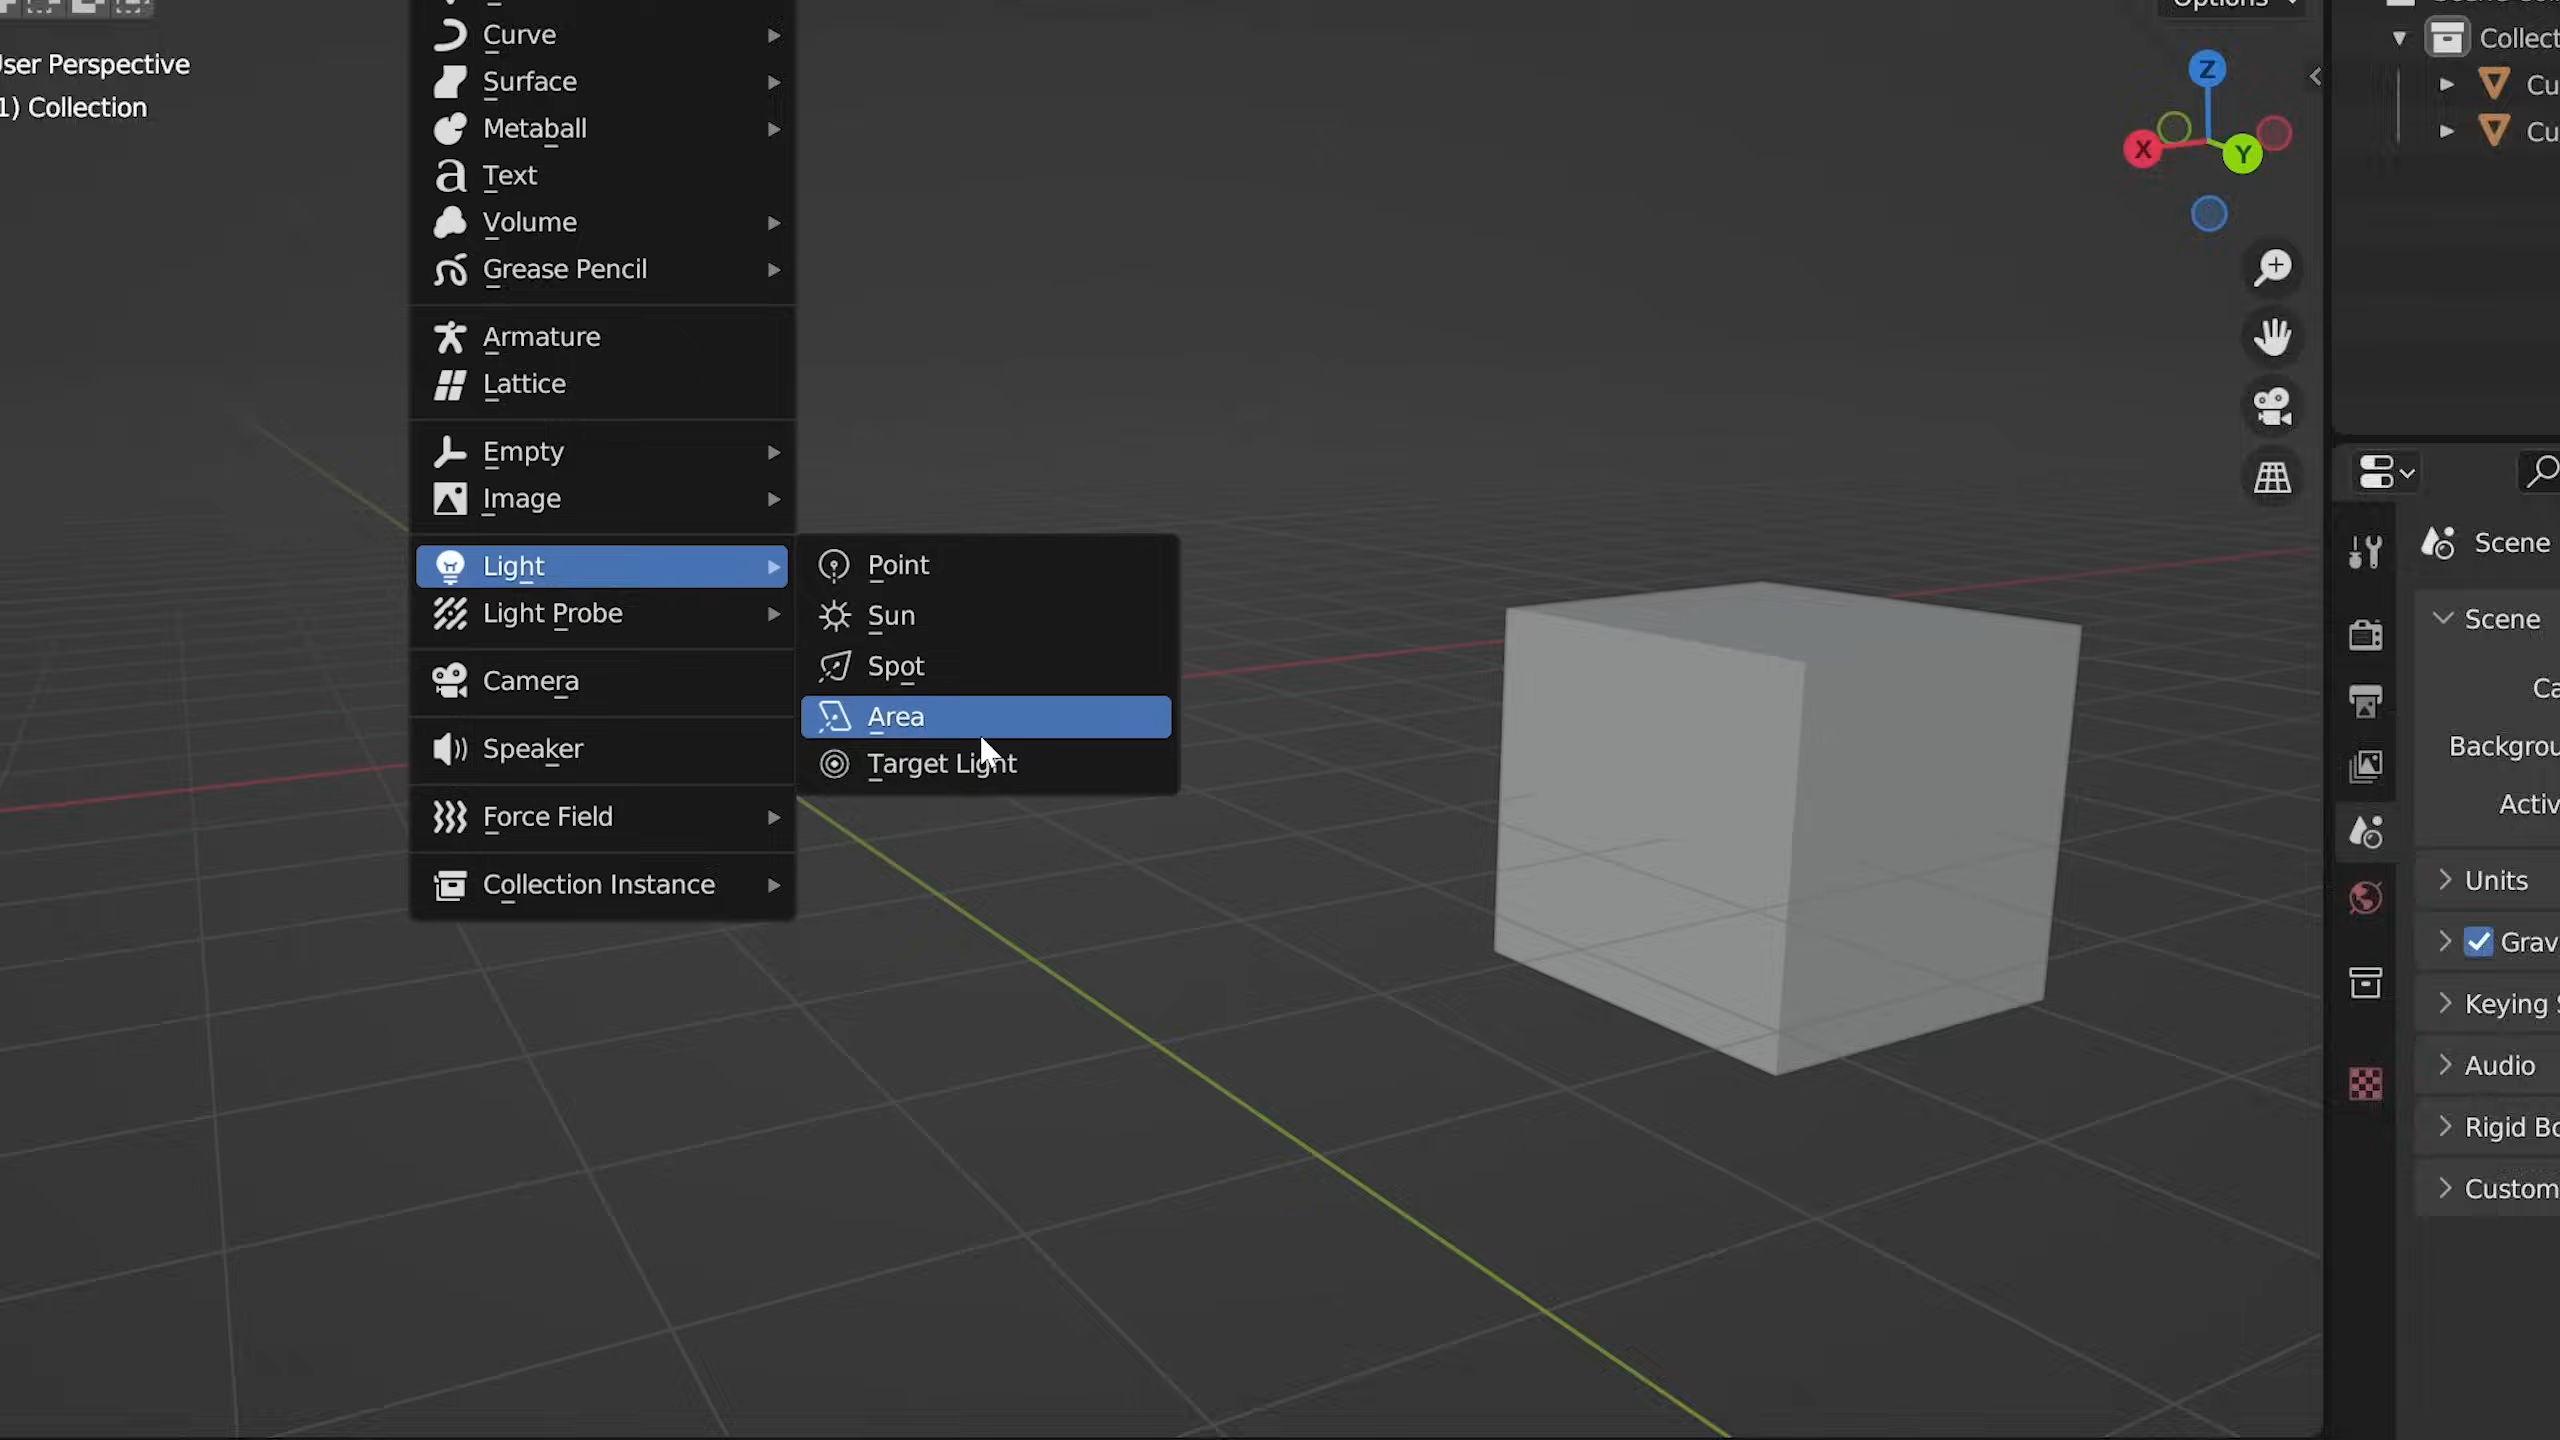 Options
User Perspective
1) Collection
Curve
Surface
Metaball
Text
Volume
Grease Pencil
Armature
Lattice
Empty
Image
Light
Light Probe
Camera
Speaker
Force Field
Collection Instance
Point
Sun
Spot
Area
Target Light
Z
X
Y
Collect
Cu
Cu
Scene
Scene
Ca
Backgrou
Activ
Units
Grav
Keying S
Audio
Rigid Bo
Custom